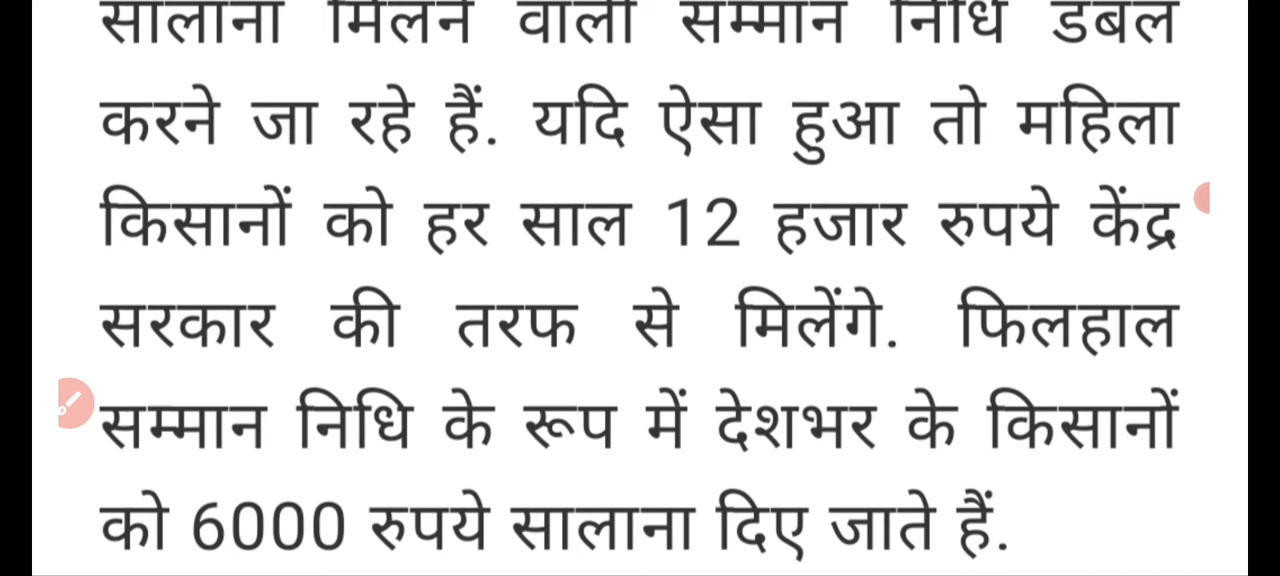 सालाना मिलने वाली सम्मान निधि डबल
करने जा रहे हैं. यदि ऐसा हुआ तो महिला
किसानों को हर साल 12 हजार रुपये केंद्र
सरकार की तरफ से मिलेंगे. फिलहाल
सम्मान निधि के रूप में देशभर के किसानों
को 6000 रुपये सालाना दिए जाते हैं.